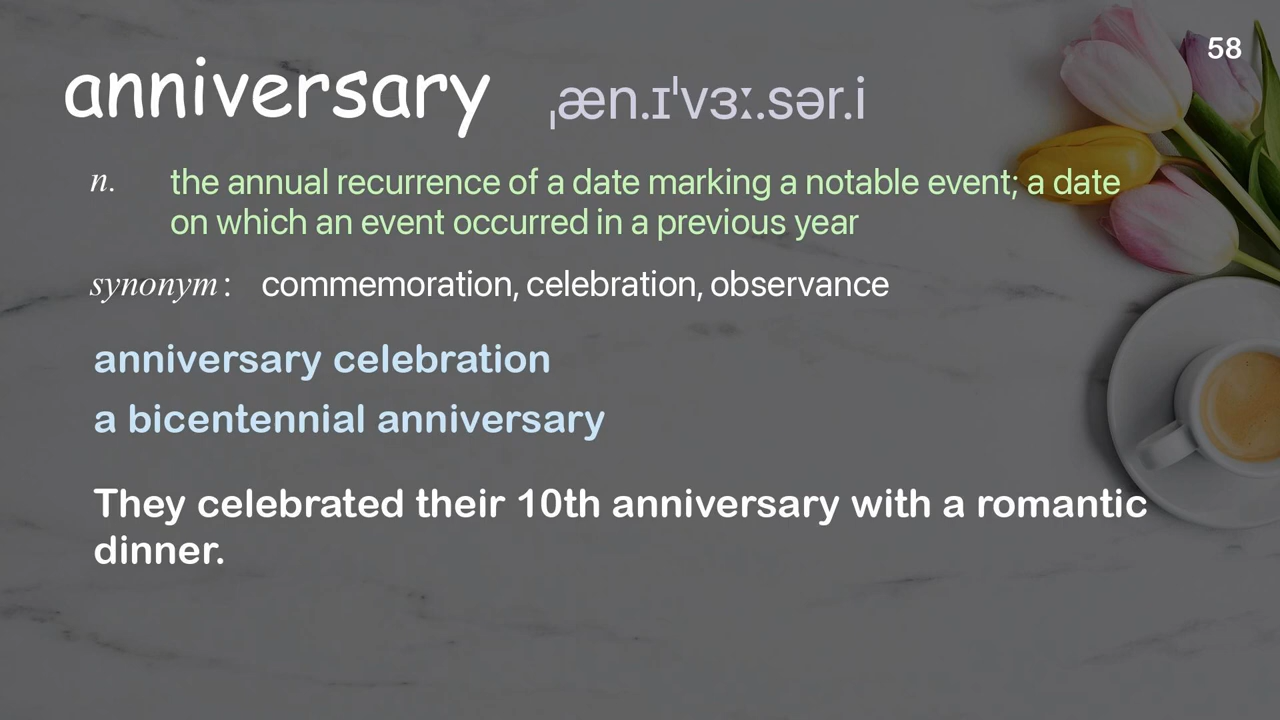 58
anniversary ˌæn.ɪˈvɜː.sər.i
n. the annual recurrence of a date marking a notable event; a date
on which an event occurred in a previous year
synonym : commemoration, celebration, observance
anniversary celebration
a bicentennial anniversary
They celebrated their 10th anniversary with a romantic
dinner.